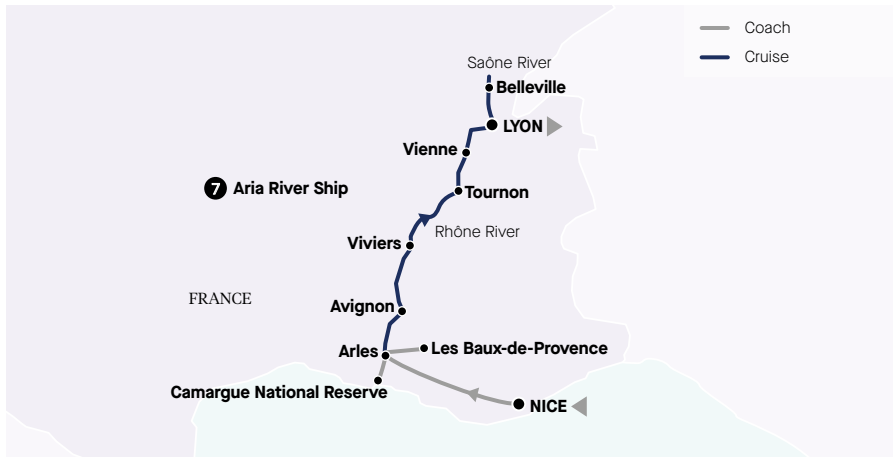 Coach
Cruise
Saône River
Belleville
LYON
Vienne
7 Aria River Ship
Tournon
Rhône River
Viviers
FRANCE
Avignon
Arles
Les Baux-de-Provence
Camargue National Reserve
NICE